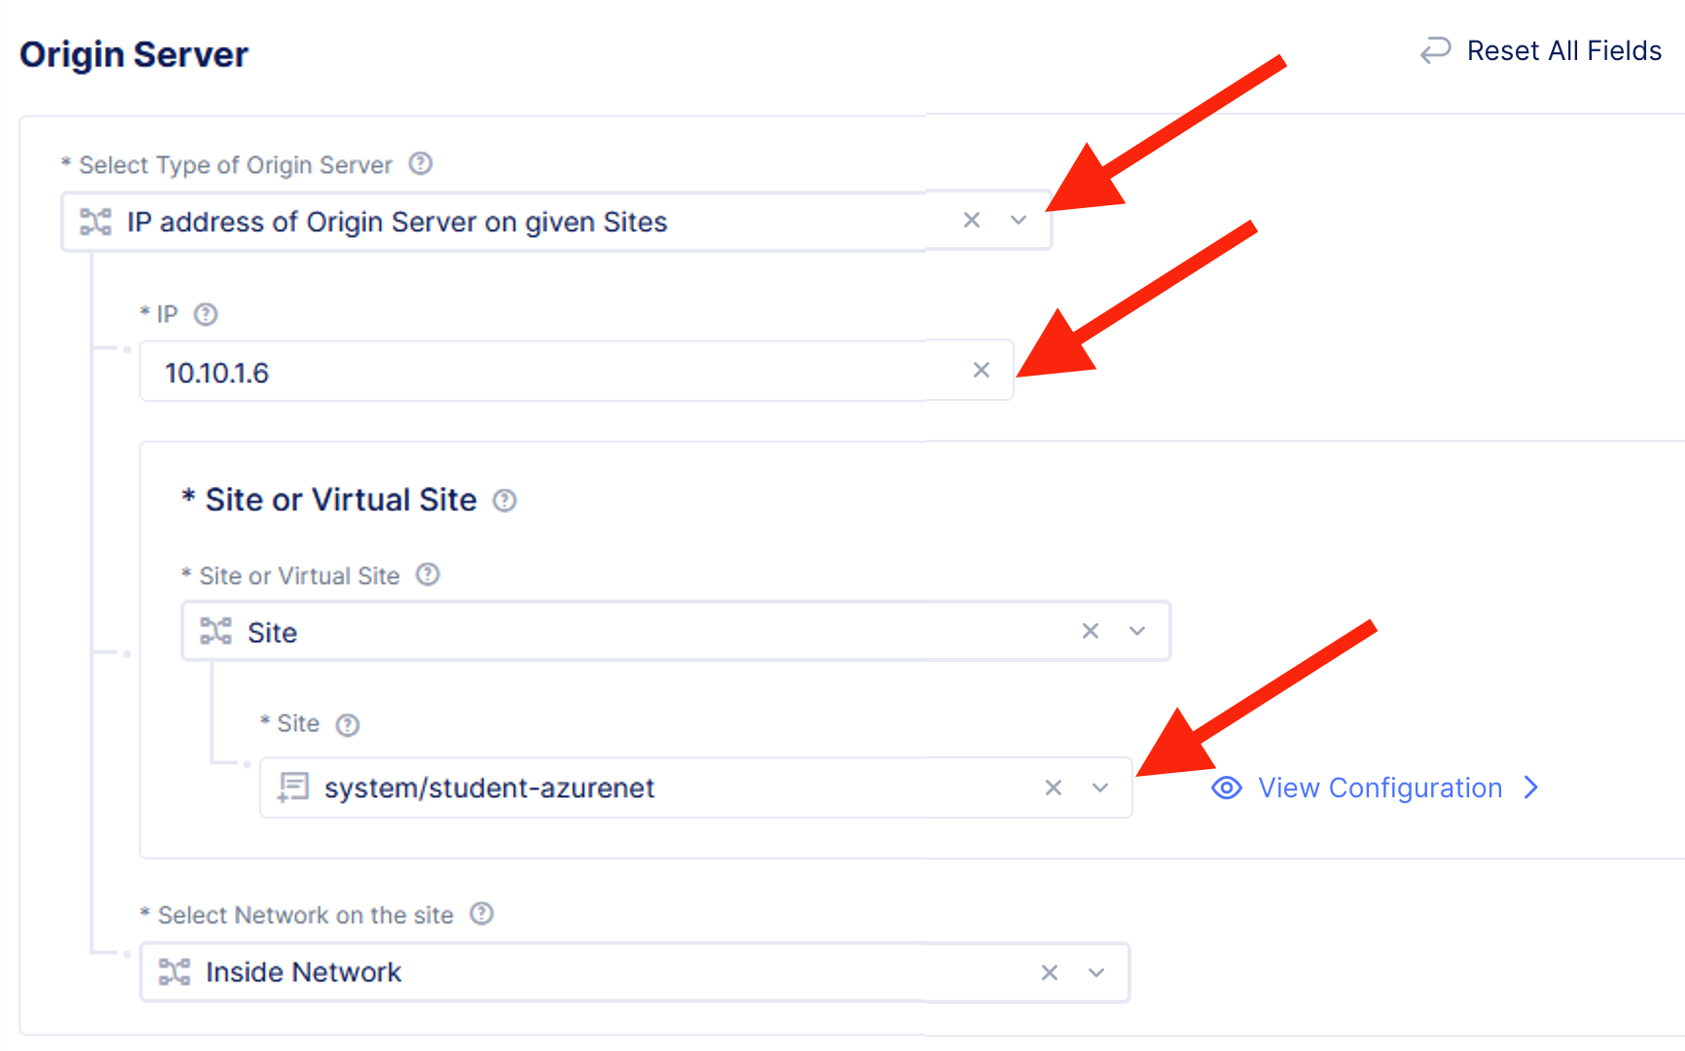 Origin Server
Reset All Fields
* Select Type of Origin Server
IP address of Origin Server on given Sites
* IP
10.10.1.6
* Site or Virtual Site
* Site or Virtual Site
Site
* Site
system/student-azurenet
View Configuration
* Select Network on the site
Inside Network